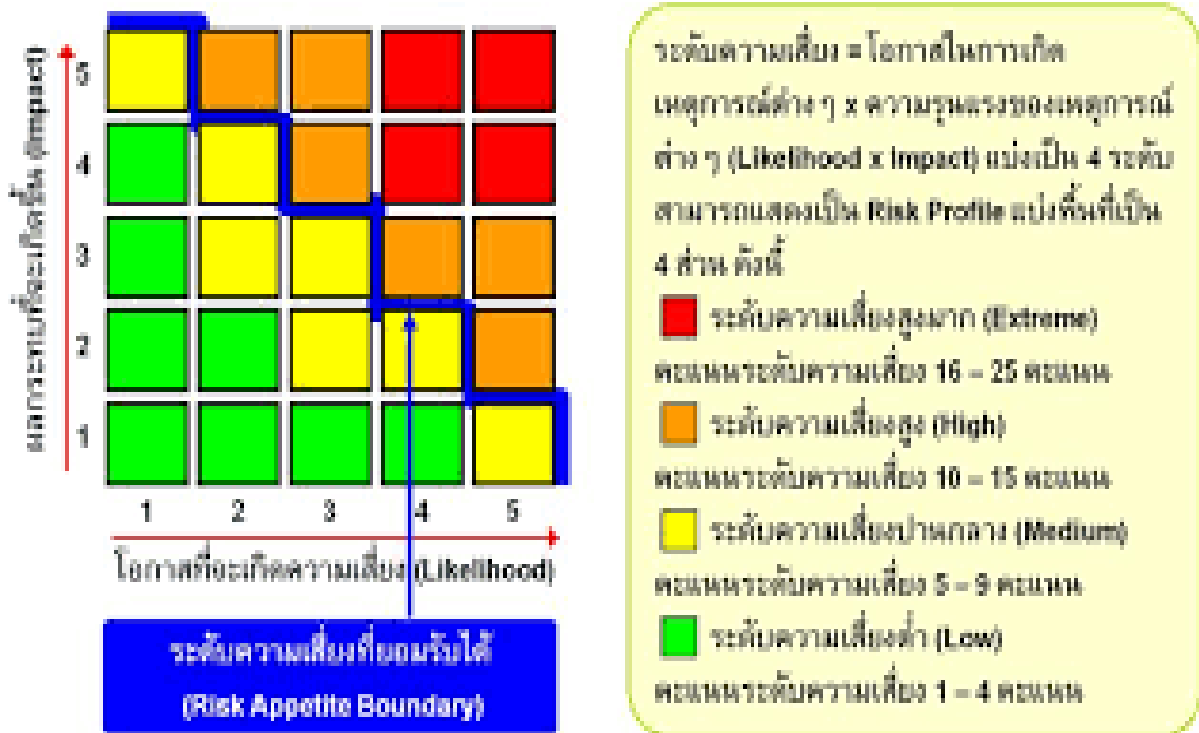 ผลกระทบที่จะเกิดขึ้น (Impact)
5
4
3
2
1
1 2 3 4 5
โอกาสที่จะเกิดความเสี่ยง (Likelihood)
ระดับความเสี่ยงที่ยอมรับได้
(Risk Appetite Boundary)
ระดับความเสี่ยง = โอกาสในการเกิด
เหตุการณ์ต่าง ๆ x ความรุนแรงของเหตุการณ์
ต่าง ๆ (Likelihood x Impact) แบ่งเป็น 4 ระดับ
สามารถแสดงเป็น Risk Profile แบ่งพื้นที่เป็น
4 ส่วน ดังนี้
ระดับความเสี่ยงสูงมาก (Extreme)
คะแนนระดับความเสี่ยง 16 – 25 คะแนน
ระดับความเสี่ยงสูง (High)
คะแนนระดับความเสี่ยง 10 – 15 คะแนน
ระดับความเสี่ยงปานกลาง (Medium)
คะแนนระดับความเสี่ยง 5 – 9 คะแนน
ระดับความเสี่ยงต่ำ (Low)
คะแนนระดับความเสี่ยง 1 – 4 คะแนน